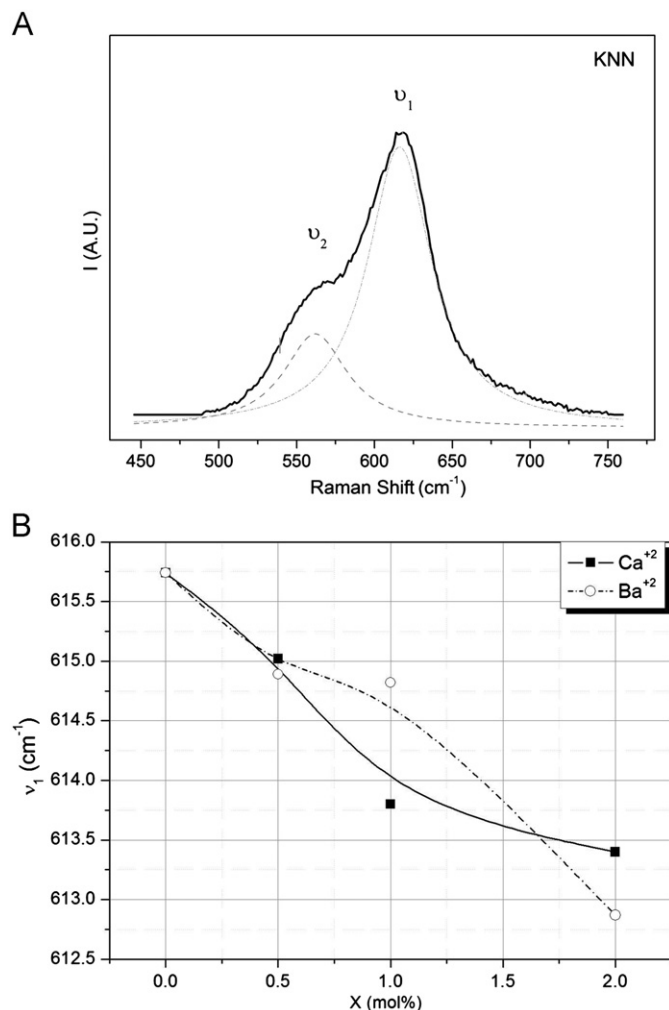 A
KNN
υ1
υ2
I (A.U.)
450 500 550 600 650 700 750
Raman Shift (cm-1)
B
616.0
Ca+2
Ba+2
615.5
615.0
614.5
614.0
613.5
613.0
612.5
ν1 (cm-1)
0.0 0.5 1.0 1.5 2.0
X (mol%)